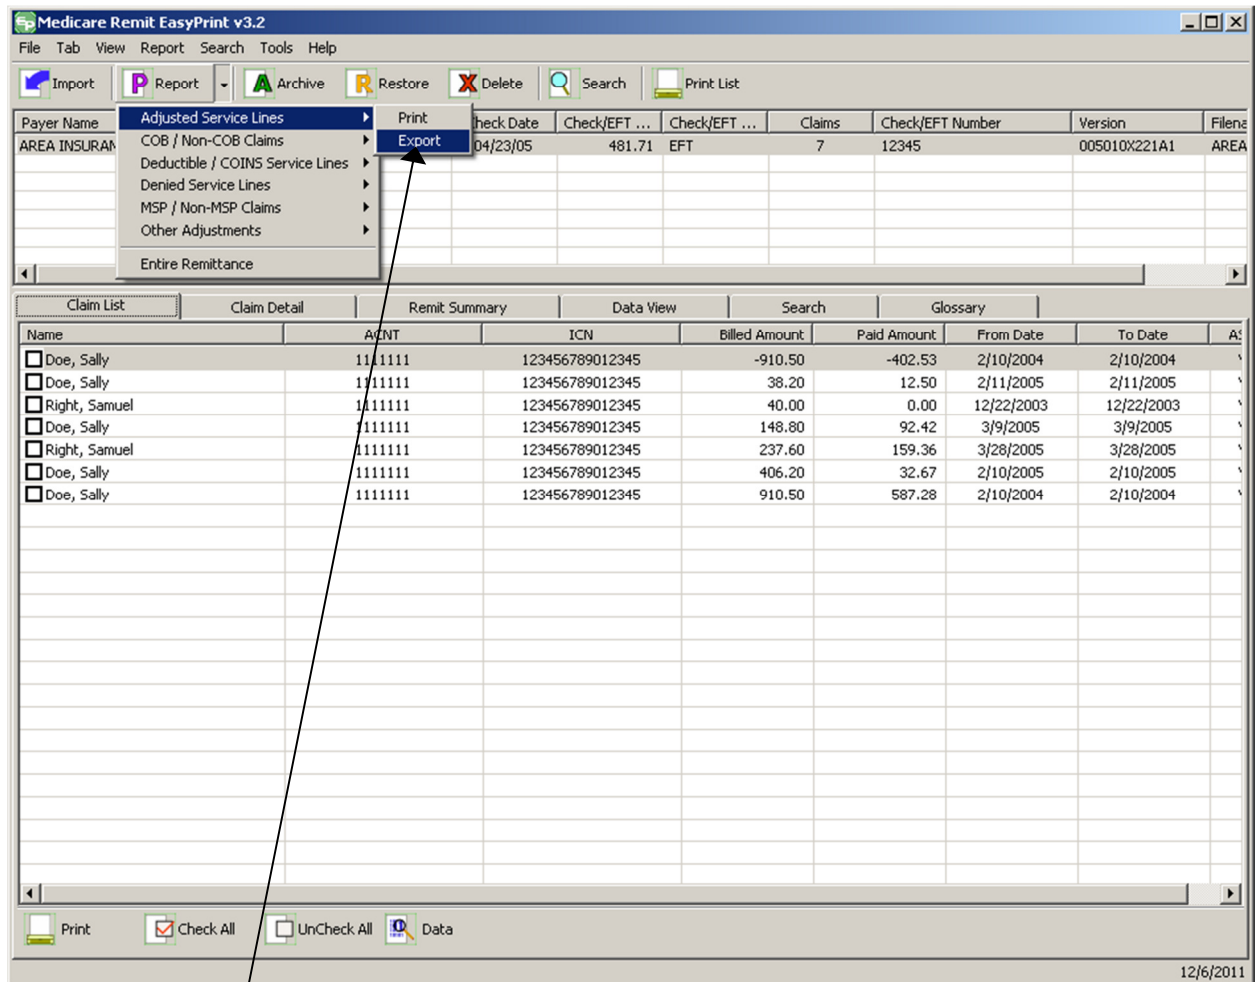 Medicare Remit EasyPrint v3.2
File Tab View Report Search Tools Help
Import Report Archive Restore Delete Search Print List
Payer Name heck Date Check/EFT ... Check/EFT ... Claims Check/EFT Number Version Filena
AREA INSURAN 04/23/05 481.71 EFT 7 12345 005010X221A1 AREA
Adjusted Service Lines
COB / Non-COB Claims
Deductible / COINS Service Lines
Denied Service Lines
MSP / Non-MSP Claims
Other Adjustments
Entire Remittance
Print
Export
Claim List Claim Detail Remit Summary Data View Search Glossary
Name ACNT ICN Billed Amount Paid Amount From Date To Date AS
Doe, Sally 1111111 123456789012345 -910.50 -402.53 2/10/2004 2/10/2004
Doe, Sally 1111111 123456789012345 38.20 12.50 2/11/2005 2/11/2005
Right, Samuel 1111111 123456789012345 40.00 0.00 12/22/2003 12/22/2003
Doe, Sally 1111111 123456789012345 148.80 92.42 3/9/2005 3/9/2005
Right, Samuel 1111111 123456789012345 237.60 159.36 3/28/2005 3/28/2005
Doe, Sally 1111111 123456789012345 406.20 32.67 2/10/2005 2/10/2005
Doe, Sally 1111111 123456789012345 910.50 587.28 2/10/2004 2/10/2004
Print Check All UnCheck All Data
12/6/2011